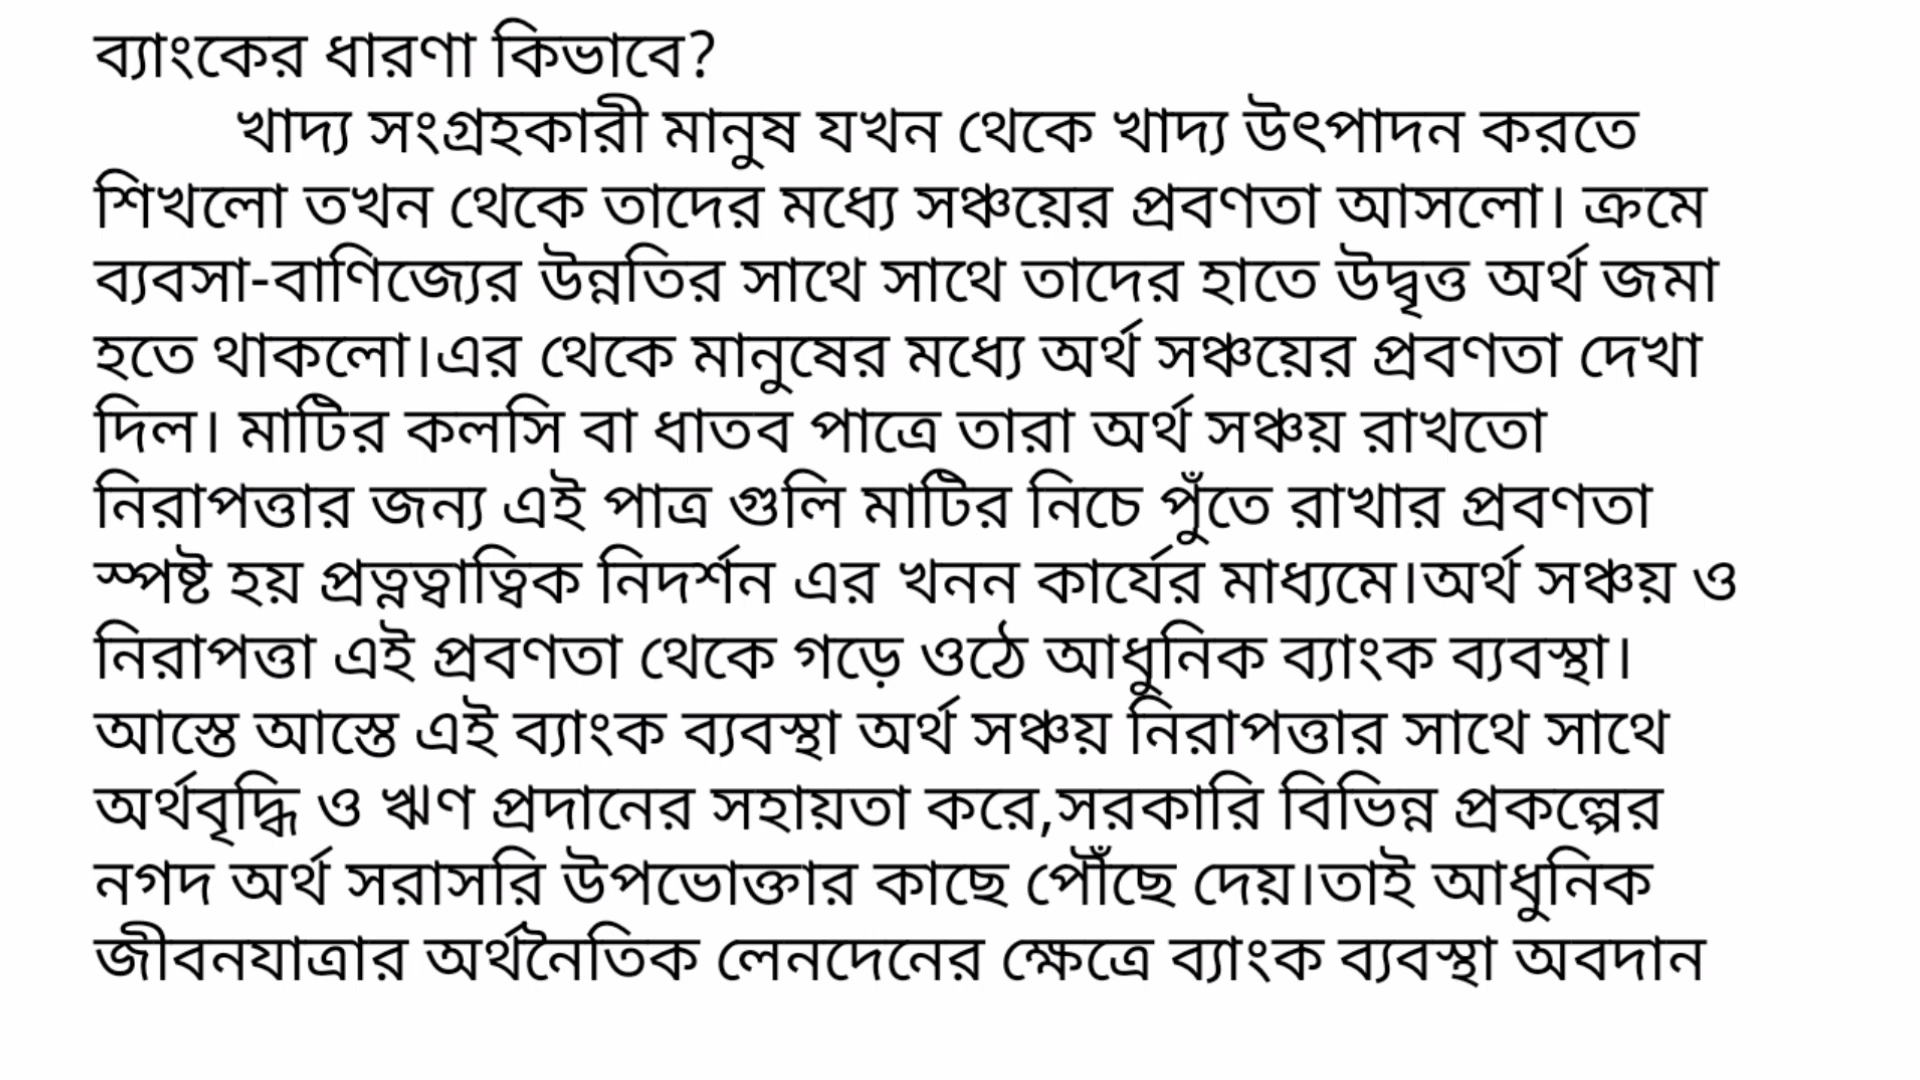 ব্যাংকের ধারণা কিভাবে?
খাদ্য সংগ্রহকারী মানুষ যখন থেকে খাদ্য উৎপাদন করতে
শিখলো তখন থেকে তাদের মধ্যে সঞ্চয়ের প্রবণতা আসলো। ক্রমে
ব্যবসা-বাণিজ্যের উন্নতির সাথে সাথে তাদের হাতে উদ্বৃত্ত অর্থ জমা
হতে থাকলো।এর থেকে মানুষের মধ্যে অর্থ সঞ্চয়ের প্রবণতা দেখা
দিল। মাটির কলসি বা ধাতব পাত্রে তারা অর্থ সঞ্চয় রাখতো
নিরাপত্তার জন্য এই পাত্র গুলি মাটির নিচে পুঁতে রাখার প্রবণতা
স্পষ্ট হয় প্রত্নত্বাত্বিক নিদর্শন এর খনন কার্যের মাধ্যমে।অর্থ সঞ্চয় ও
নিরাপত্তা এই প্রবণতা থেকে গড়ে ওঠে আধুনিক ব্যাংক ব্যবস্থা।
আস্তে আস্তে এই ব্যাংক ব্যবস্থা অর্থ সঞ্চয় নিরাপত্তার সাথে সাথে
অর্থবৃদ্ধি ও ঋণ প্রদানের সহায়তা করে,সরকারি বিভিন্ন প্রকল্পের
নগদ অর্থ সরাসরি উপভোক্তার কাছে পৌঁছে দেয়।তাই আধুনিক
জীবনযাত্রার অর্থনৈতিক লেনদেনের ক্ষেত্রে ব্যাংক ব্যবস্থা অবদান